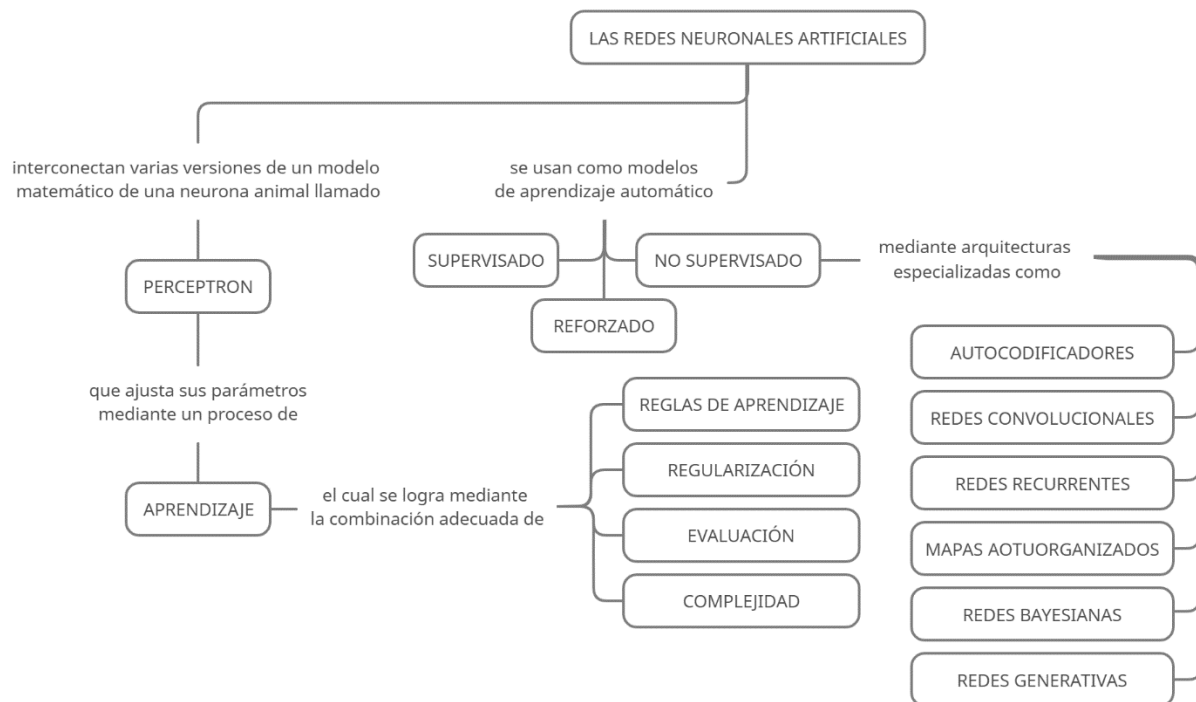 LAS REDES NEURONALES ARTIFICIALES
interconectan varias versiones de un modelo
matemático de una neurona animal llamado
PERCEPTRON
que ajusta sus parámetros
mediante un proceso de
APRENDIZAJE
el cual se logra mediante
la combinación adecuada de
REGLAS DE APRENDIZAJE
REGULARIZACIÓN
EVALUACIÓN
COMPLEJIDAD
se usan como modelos
de aprendizaje automático
SUPERVISADO
REFORZADO
NO SUPERVISADO
mediante arquitecturas
especializadas como
AUTOCODIFICADORES
REDES CONVOLUCIONALES
REDES RECURRENTES
MAPAS AOTUORGANIZADOS
REDES BAYESIANAS
REDES GENERATIVAS